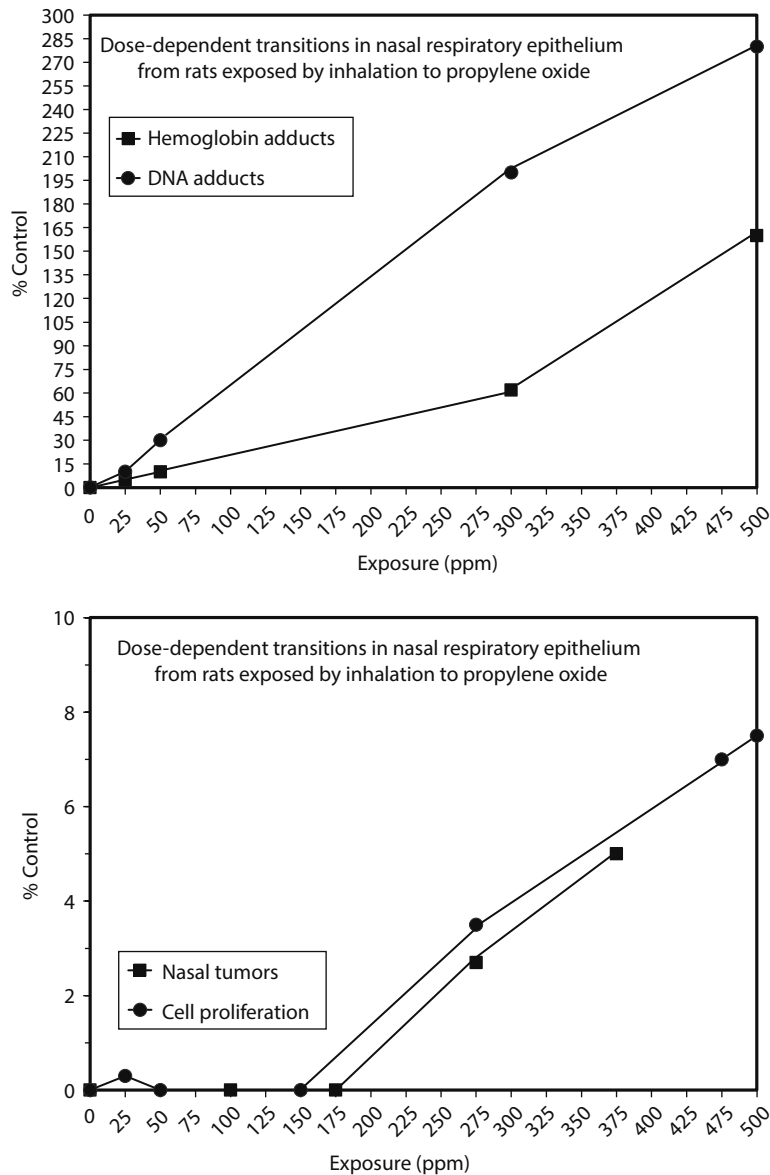 Dose-dependent transitions in nasal respiratory epithelium
from rats exposed by inhalation to propylene oxide
Hemoglobin adducts
DNA adducts
% Control
300
285
270
255
240
225
210
195
180
165
150
135
120
105
90
75
60
45
30
15
0
0 25 50 75 100 125 150 175 200 225 250 275 300 325 350 375 400 425 475 500
Exposure (ppm)
Dose-dependent transitions in nasal respiratory epithelium
from rats exposed by inhalation to propylene oxide
Nasal tumors
Cell proliferation
% Control
10
8
6
4
2
0
0 25 50 75 100 125 150 175 200 225 250 275 300 325 350 375 400 425 475 500
Exposure (ppm)